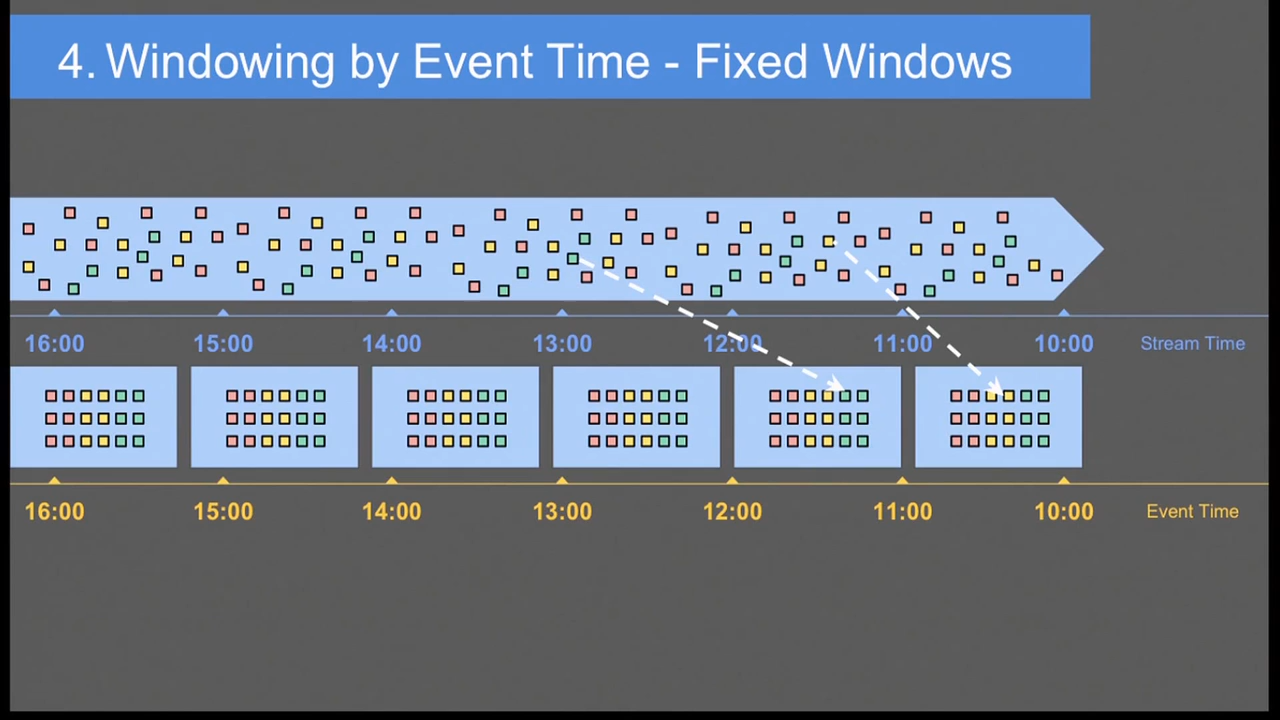 4. Windowing by Event Time - Fixed Windows
16:00 15:00 14:00 13:00 12:00 11:00 10:00 Stream Time
16:00 15:00 14:00 13:00 12:00 11:00 10:00 Event Time